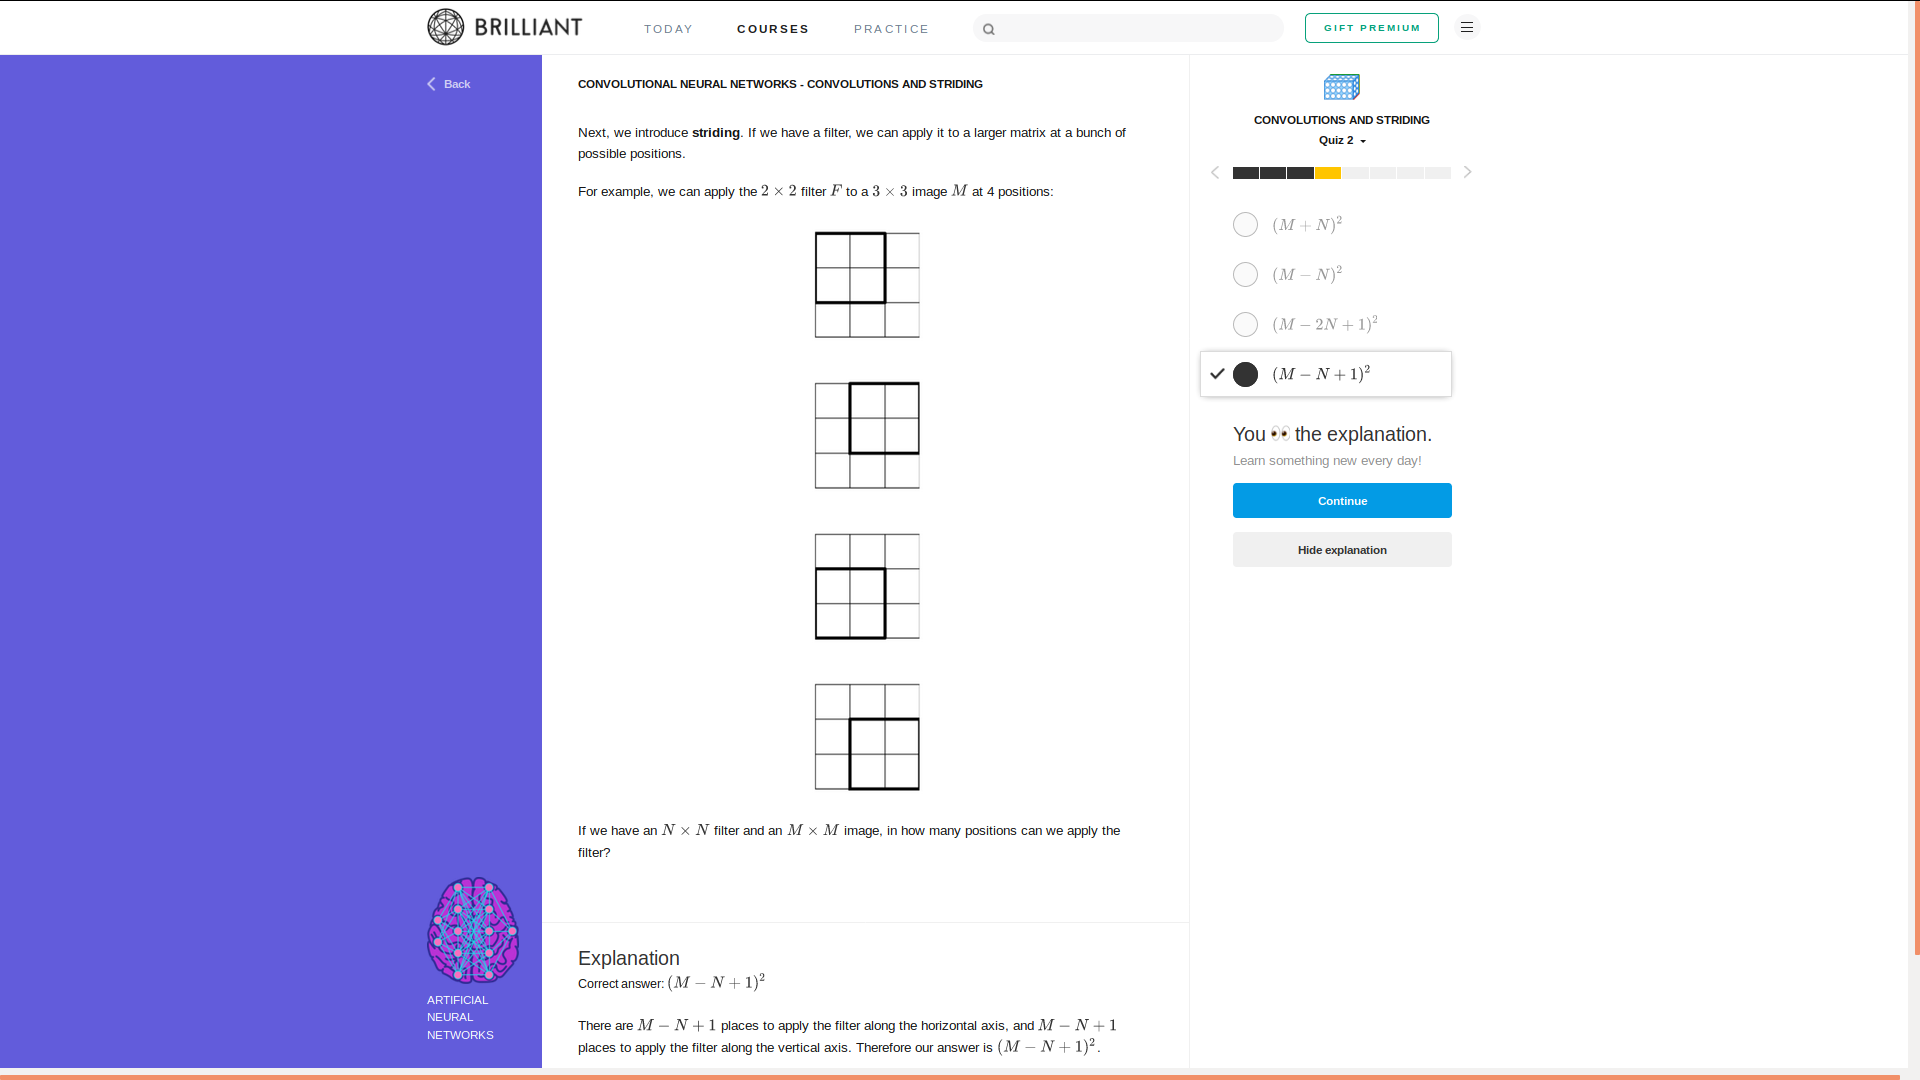 BRILLIANT
TODAY
COURSES
PRACTICE
GIFT PREMIUM
Back
CONVOLUTIONAL NEURAL NETWORKS - CONVOLUTIONS AND STRIDING
Next, we introduce striding. If we have a filter, we can apply it to a larger matrix at a bunch of
possible positions.
For example, we can apply the 2 × 2 filter F to a 3 × 3 image M at 4 positions:
If we have an N × N filter and an M × M image, in how many positions can we apply the
filter?
Explanation
Correct answer: (M − N + 1)²
There are M − N + 1 places to apply the filter along the horizontal axis, and M − N + 1
places to apply the filter along the vertical axis. Therefore our answer is (M − N + 1)².
CONVOLUTIONS AND STRIDING
Quiz 2
(M + N)²
(M − N)²
(M − 2N + 1)²
(M − N + 1)²
You 👀 the explanation.
Learn something new every day!
Continue
Hide explanation
ARTIFICIAL
NEURAL
NETWORKS